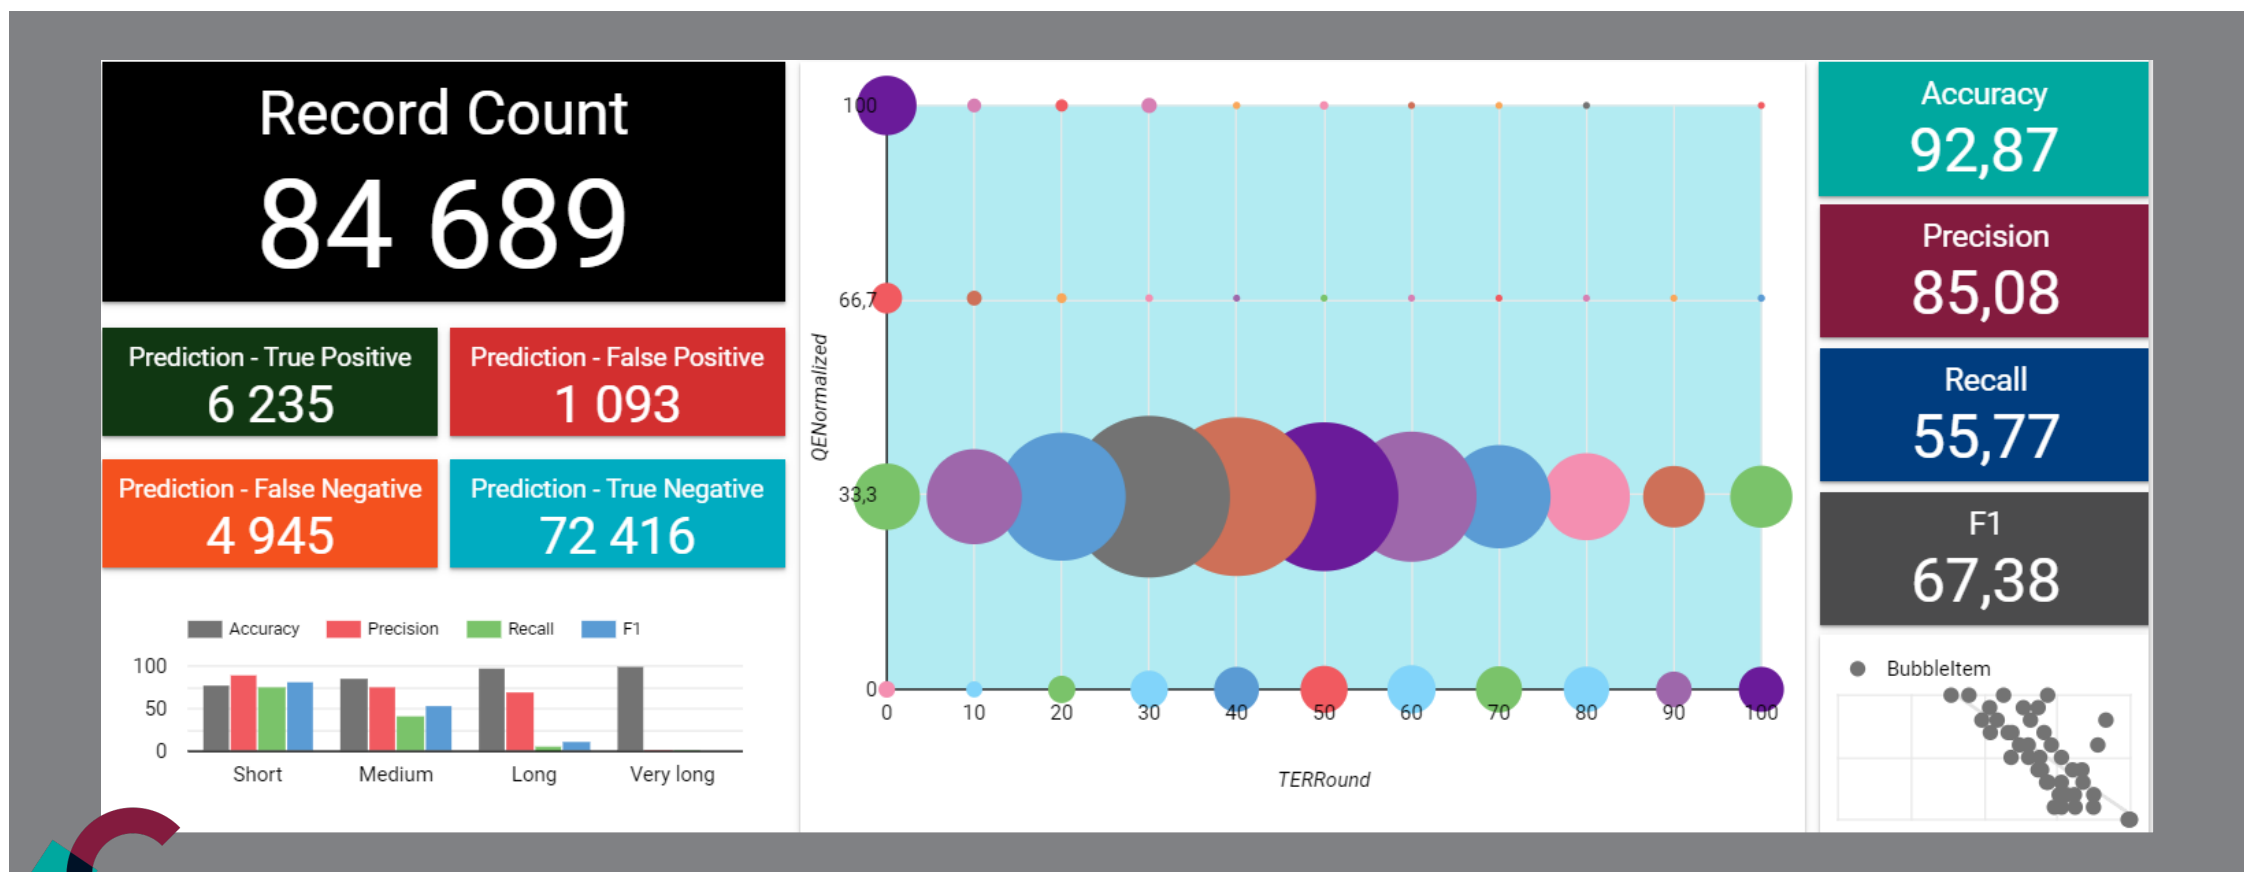 Record Count
84 689
Prediction - True Positive
6 235
Prediction - False Positive
1 093
Prediction - False Negative
4 945
Prediction - True Negative
72 416
Accuracy Precision Recall F1
100
50
0
Short Medium Long Very long
QENormalized
100
66,7
33,3
0
0 10 20 30 40 50 60 70 80 90 100
TERRound
Accuracy
92,87
Precision
85,08
Recall
55,77
F1
67,38
BubbleItem